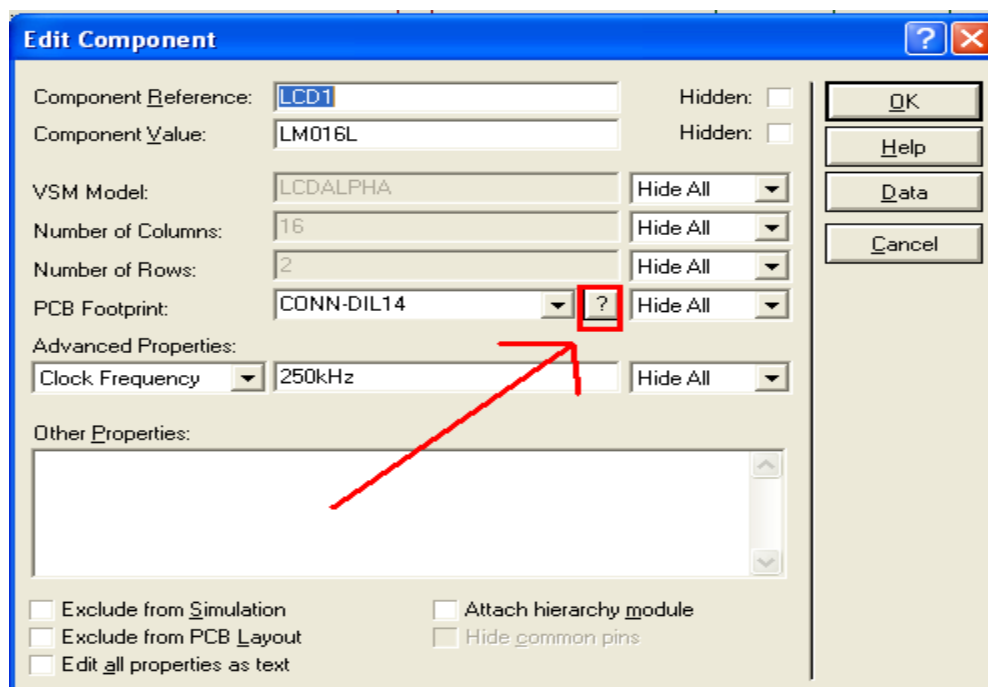 Edit Component ?
Component Reference: LCD1 Hidden: OK
Component Value: LM016L Hidden: Help
VSM Model: LCDALPHA Hide All Data
Number of Columns: 16 Hide All Cancel
Number of Rows: 2 Hide All
PCB Footprint: CONN-DIL14 ? Hide All
Advanced Properties:
Clock Frequency 250kHz Hide All
Other Properties:
Exclude from Simulation Attach hierarchy module
Exclude from PCB Layout Hide common pins
Edit all properties as text